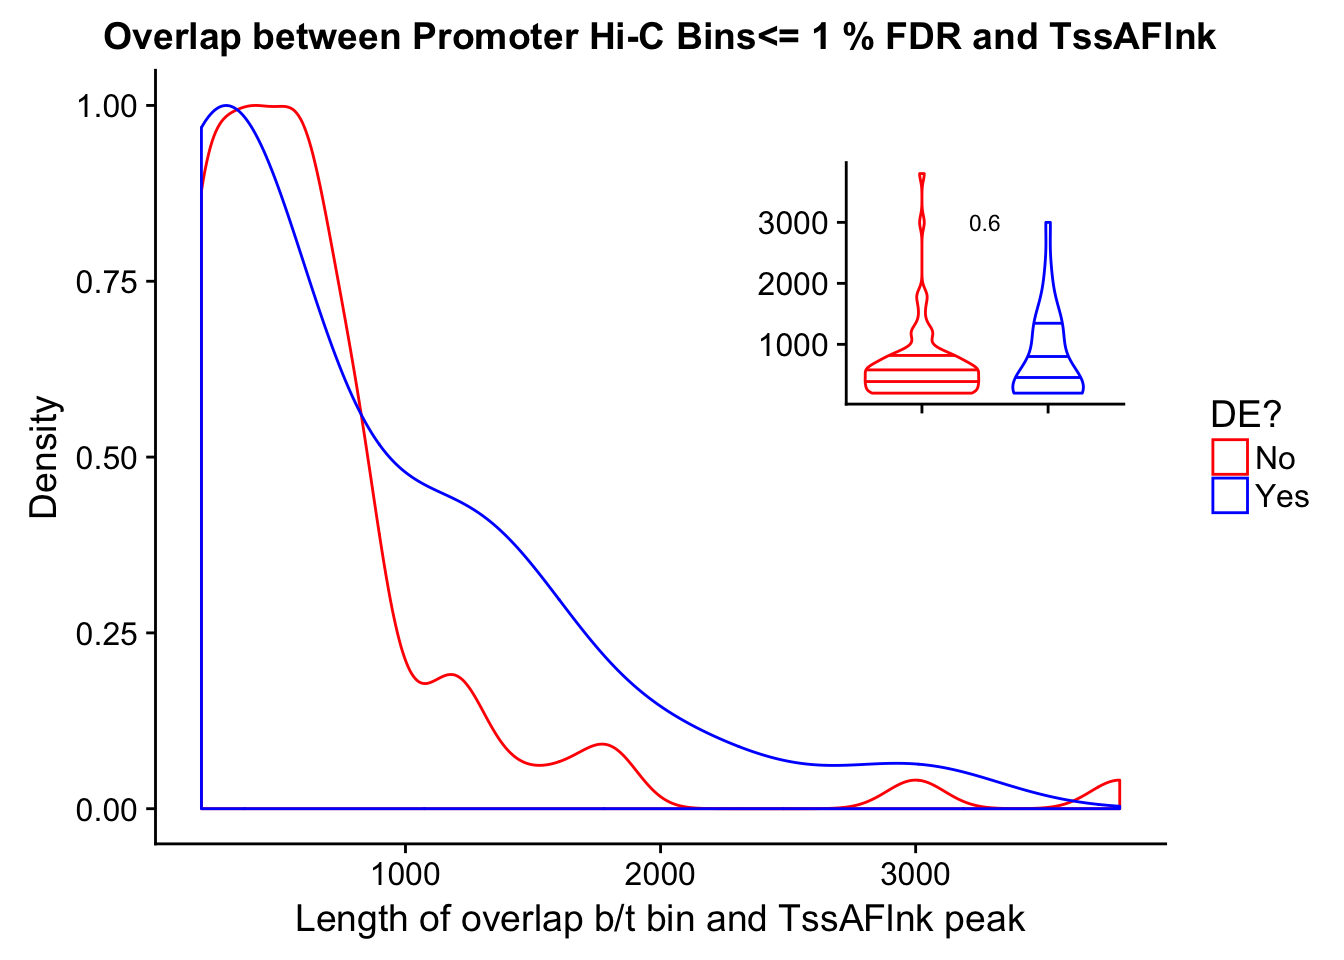 Overlap between Promoter Hi-C Bins<= 1 % FDR and TssAFlnk
1.00
0.75
0.50
0.25
0.00
Density
1000
2000
3000
Length of overlap b/t bin and TssAFlnk peak
3000
2000
1000
0.6
DE?
No
Yes